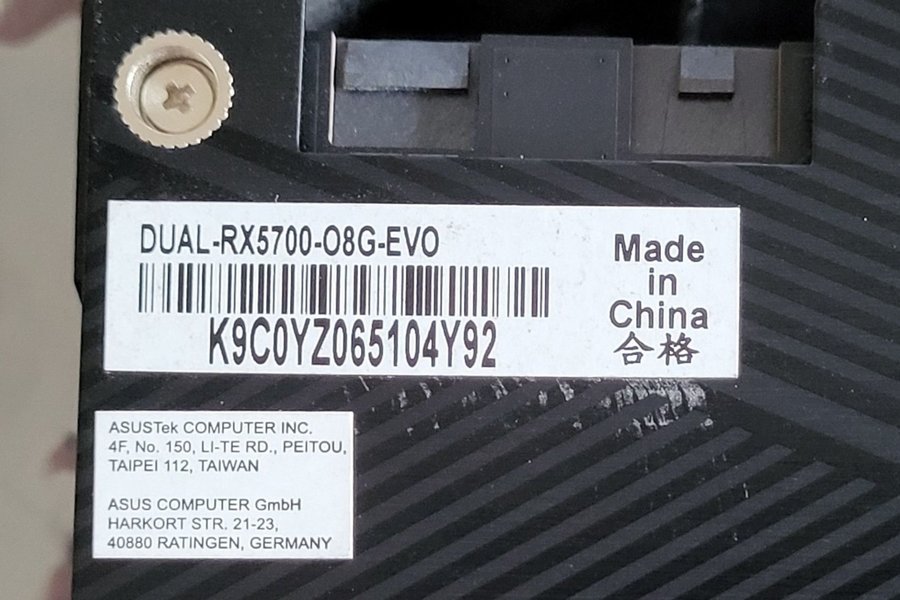 DUAL-RX5700-O8G-EVO
K9C0YZ065104Y92
Made
in
China
合格
ASUSTek COMPUTER INC.
4F, No. 150, LI-TE RD., PEITOU,
TAIPEI 112, TAIWAN
ASUS COMPUTER GmbH
HARKORT STR. 21-23,
40880 RATINGEN, GERMANY